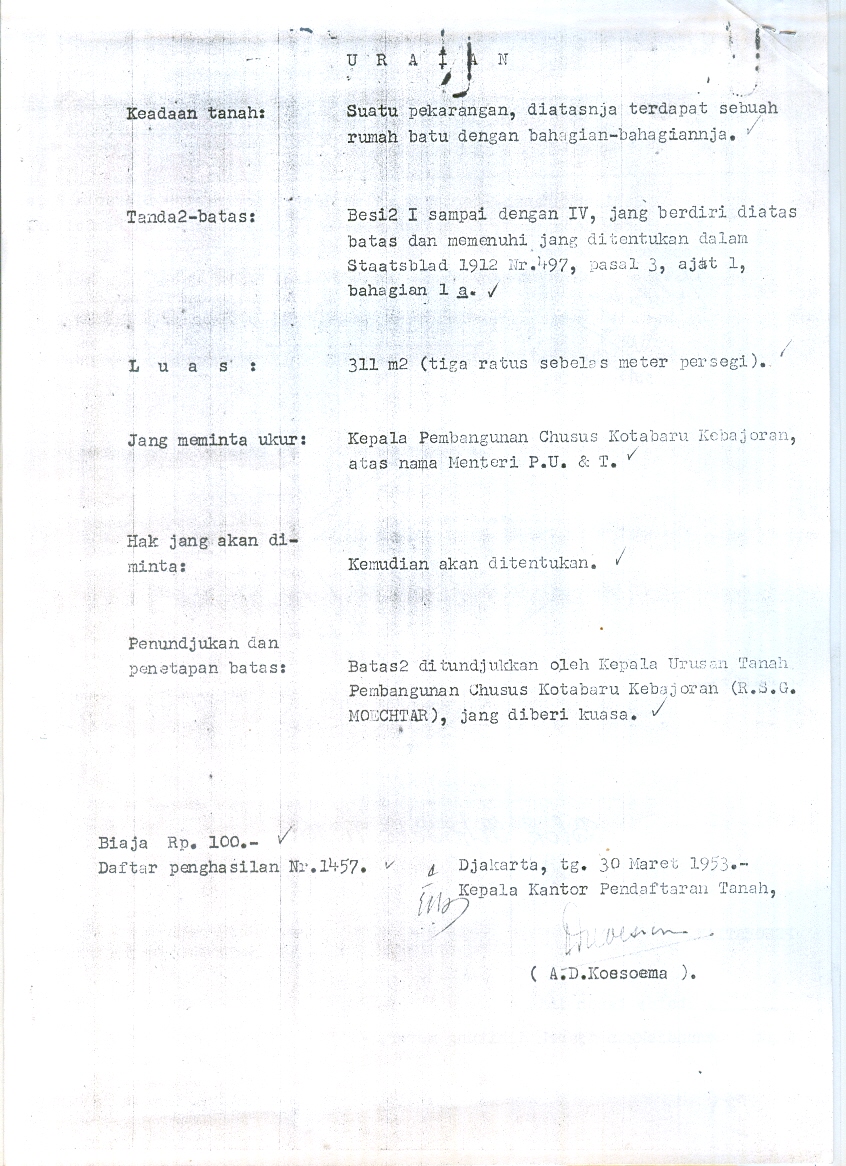 U R A I A N
Keadaan tanah: Suatu pekarangan, diatasnja terdapat sebuah
rumah batu dengan bahagian-bahagiannja.
Tanda2-batas: Besi2 I sampai dengan IV, jang berdiri diatas
batas dan memenuhi jang ditentukan dalam
Staatsblad 1912 Nr.497, pasal 3, ajat 1,
bahagian 1 a.
L u a s : 311 m2 (tiga ratus sebelas meter persegi).
Jang meminta ukur: Kepala Pembangunan Chusus Kotabaru Kebajoran,
atas nama Menteri P.U. & T.
Hak jang akan di-
minta: Kemudian akan ditentukan.
Penundjukan dan
penetapan batas: Batas2 ditundjukkan oleh Kepala Urusan Tanah
Pembangunan Chusus Kotabaru Kebajoran (R.S.G.
MOECHTAR), jang diberi kuasa.
Biaja Rp. 100.-
Daftar penghasilan Nr.1457. Djakarta, tg. 30 Maret 1953.-
Kepala Kantor Pendaftaran Tanah,
( A.D.Koesoema ).